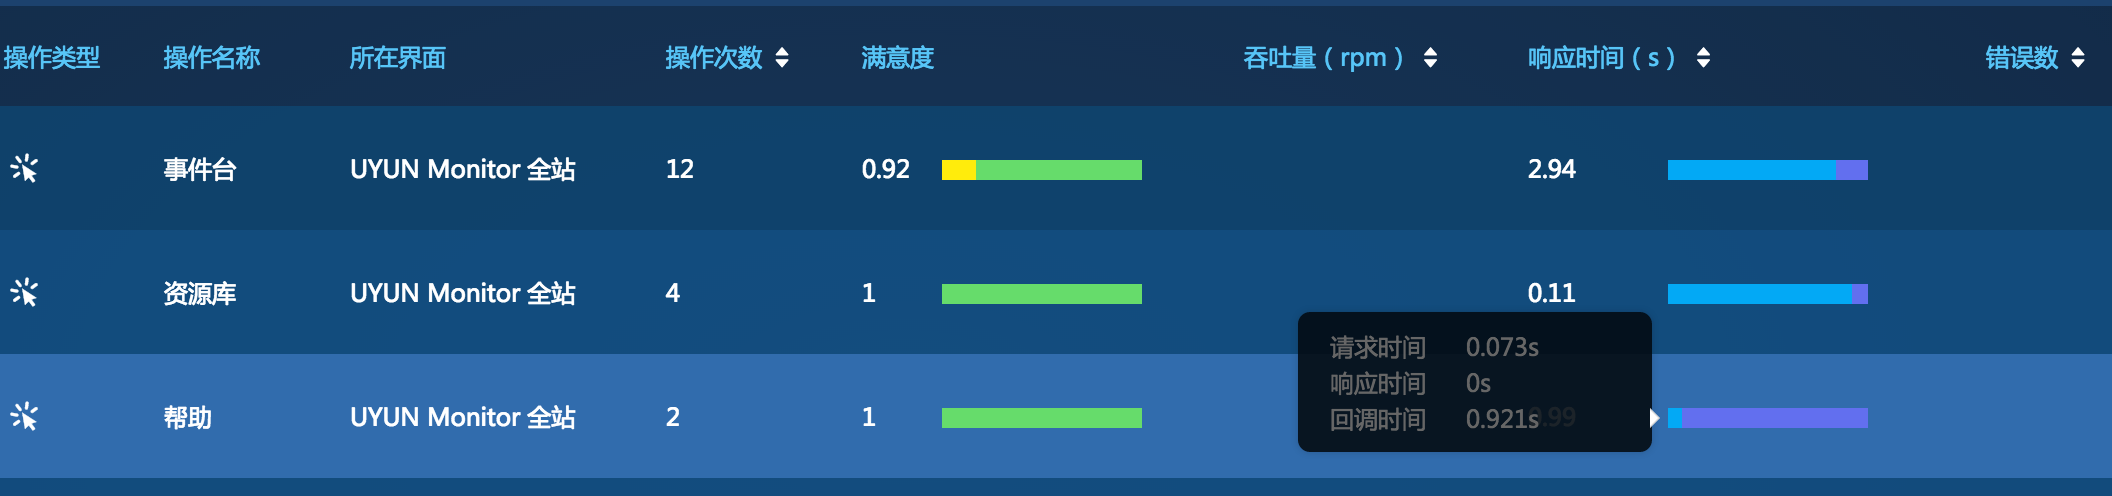 操作类型 操作名称 所在界面 操作次数 满意度 吞吐量（rpm） 响应时间（s） 错误数
事件台 UYUN Monitor 全站 12 0.92 2.94
资源库 UYUN Monitor 全站 4 1 0.11
请求时间 0.073s
响应时间 0s
帮助 UYUN Monitor 全站 2 1 0.99
回调时间 0.921s